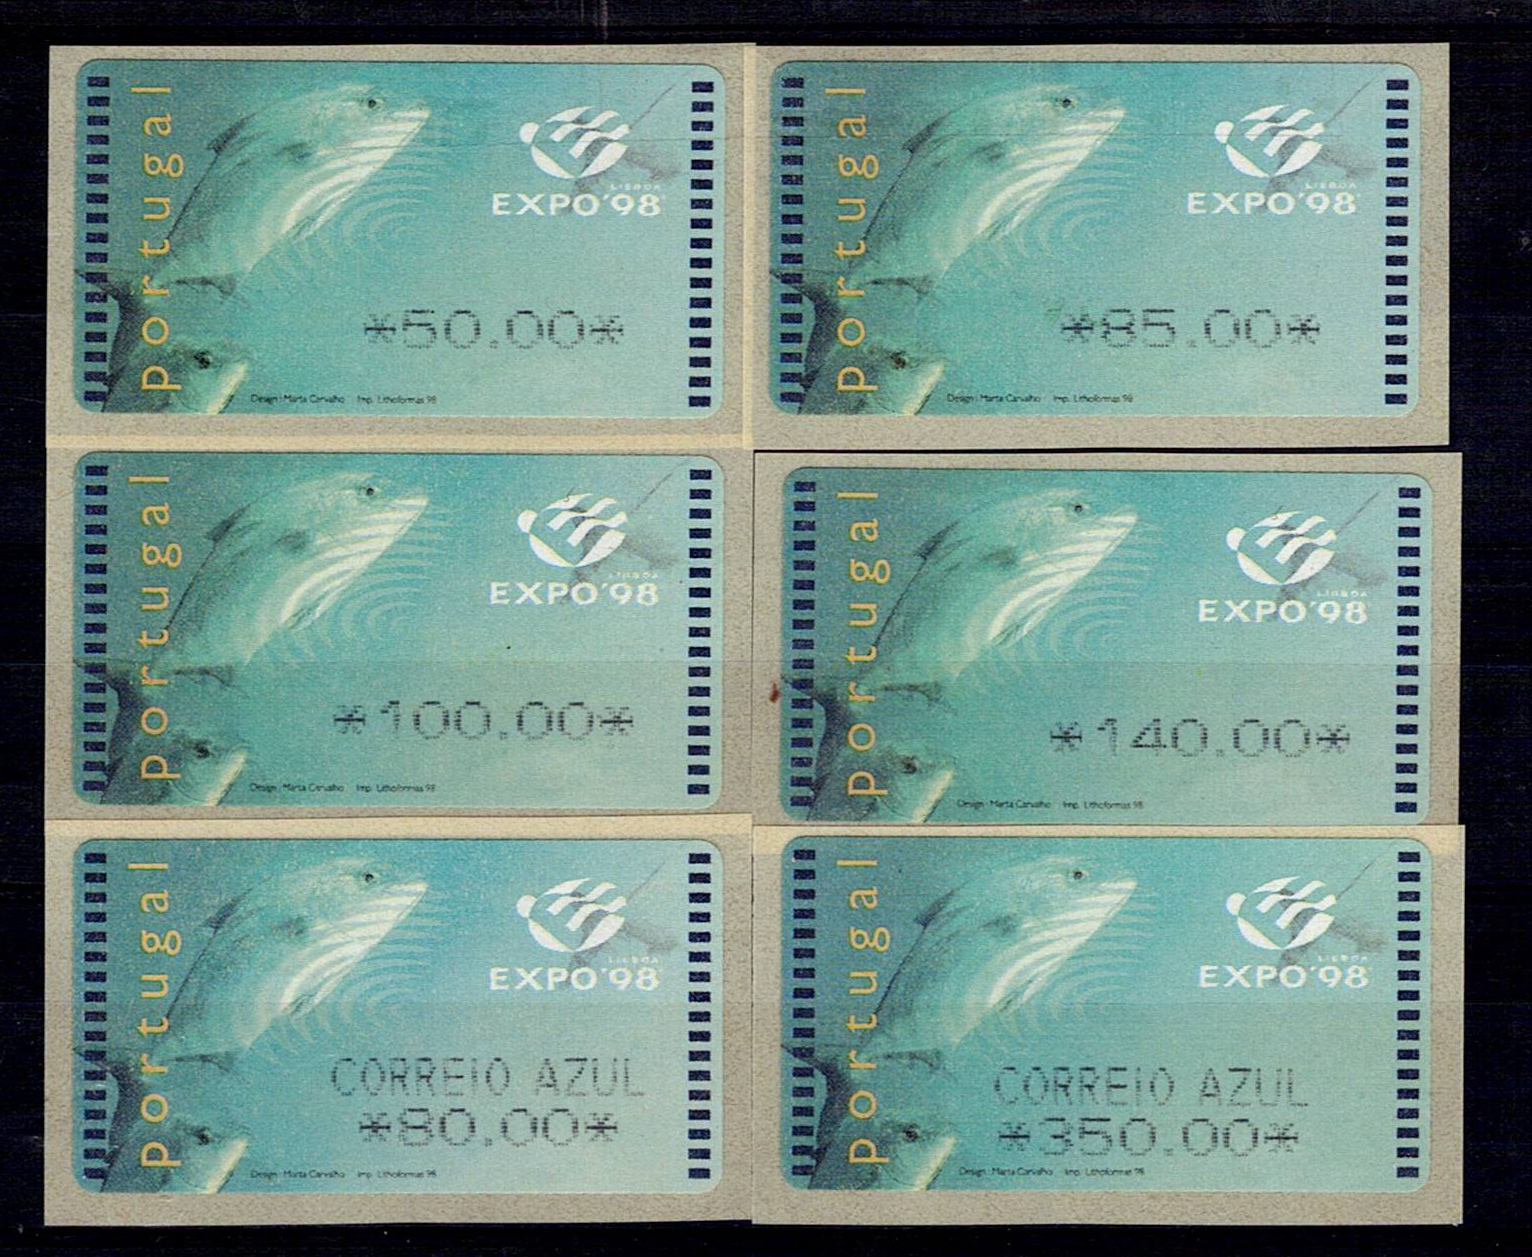 Portugal
LISBOA
EXPO'98
*50.00*
Design: Marta Carvalho Imp. Lithoformas 98
Portugal
LISBOA
EXPO'98
*85.00*
Design: Marta Carvalho Imp. Lithoformas 98
Portugal
LISBOA
EXPO'98
*100.00*
Design: Marta Carvalho Imp. Lithoformas 98
Portugal
LISBOA
EXPO'98
*140.00*
Design: Marta Carvalho Imp. Lithoformas 98
Portugal
LISBOA
EXPO'98
CORREIO AZUL
*80.00*
Design: Marta Carvalho Imp. Lithoformas 98
Portugal
LISBOA
EXPO'98
CORREIO AZUL
*350.00*
Design: Marta Carvalho Imp. Lithoformas 98